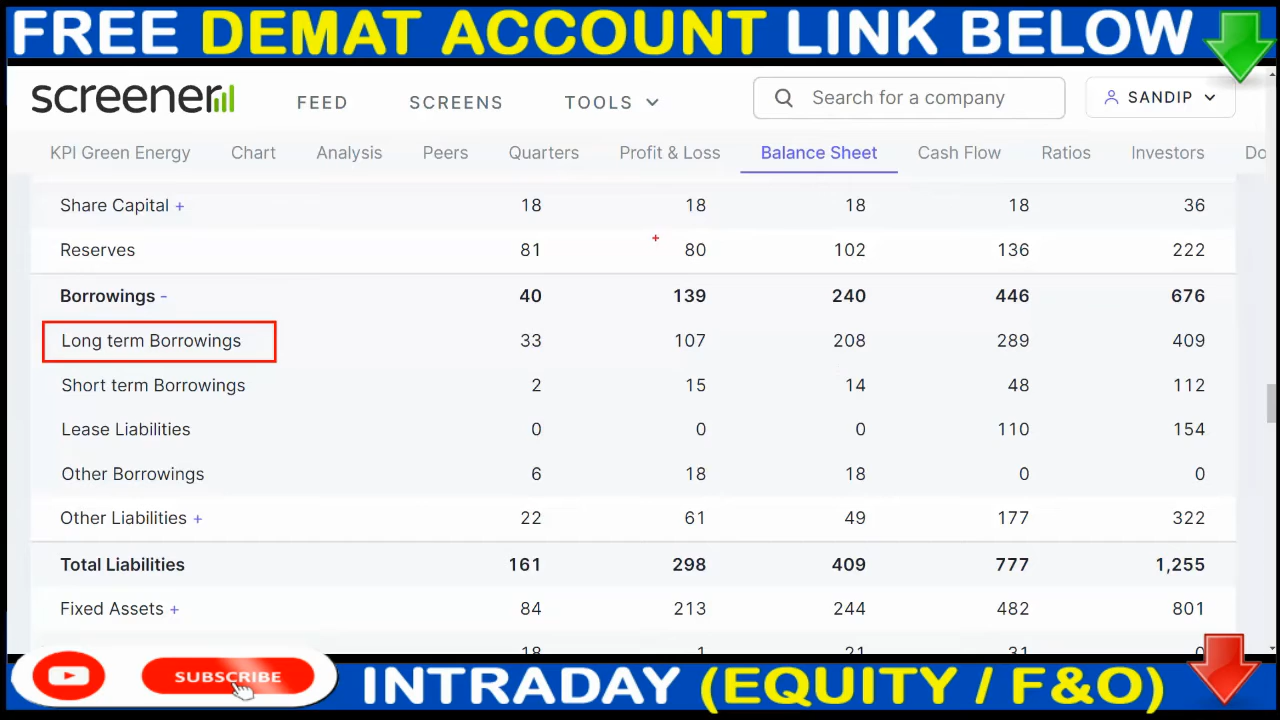 FREE DEMAT ACCOUNT LINK BELOW
screener FEED SCREENS TOOLS Search for a company SANDIP
KPI Green Energy Chart Analysis Peers Quarters Profit & Loss Balance Sheet Cash Flow Ratios Investors Do
Share Capital + 18 18 18 18 36
Reserves 81 80 102 136 222
Borrowings - 40 139 240 446 676
Long term Borrowings 33 107 208 289 409
Short term Borrowings 2 15 14 48 112
Lease Liabilities 0 0 0 110 154
Other Borrowings 6 18 18 0 0
Other Liabilities + 22 61 49 177 322
Total Liabilities 161 298 409 777 1,255
Fixed Assets + 84 213 244 482 801
SUBSCRIBE INTRADAY (EQUITY / F&O)